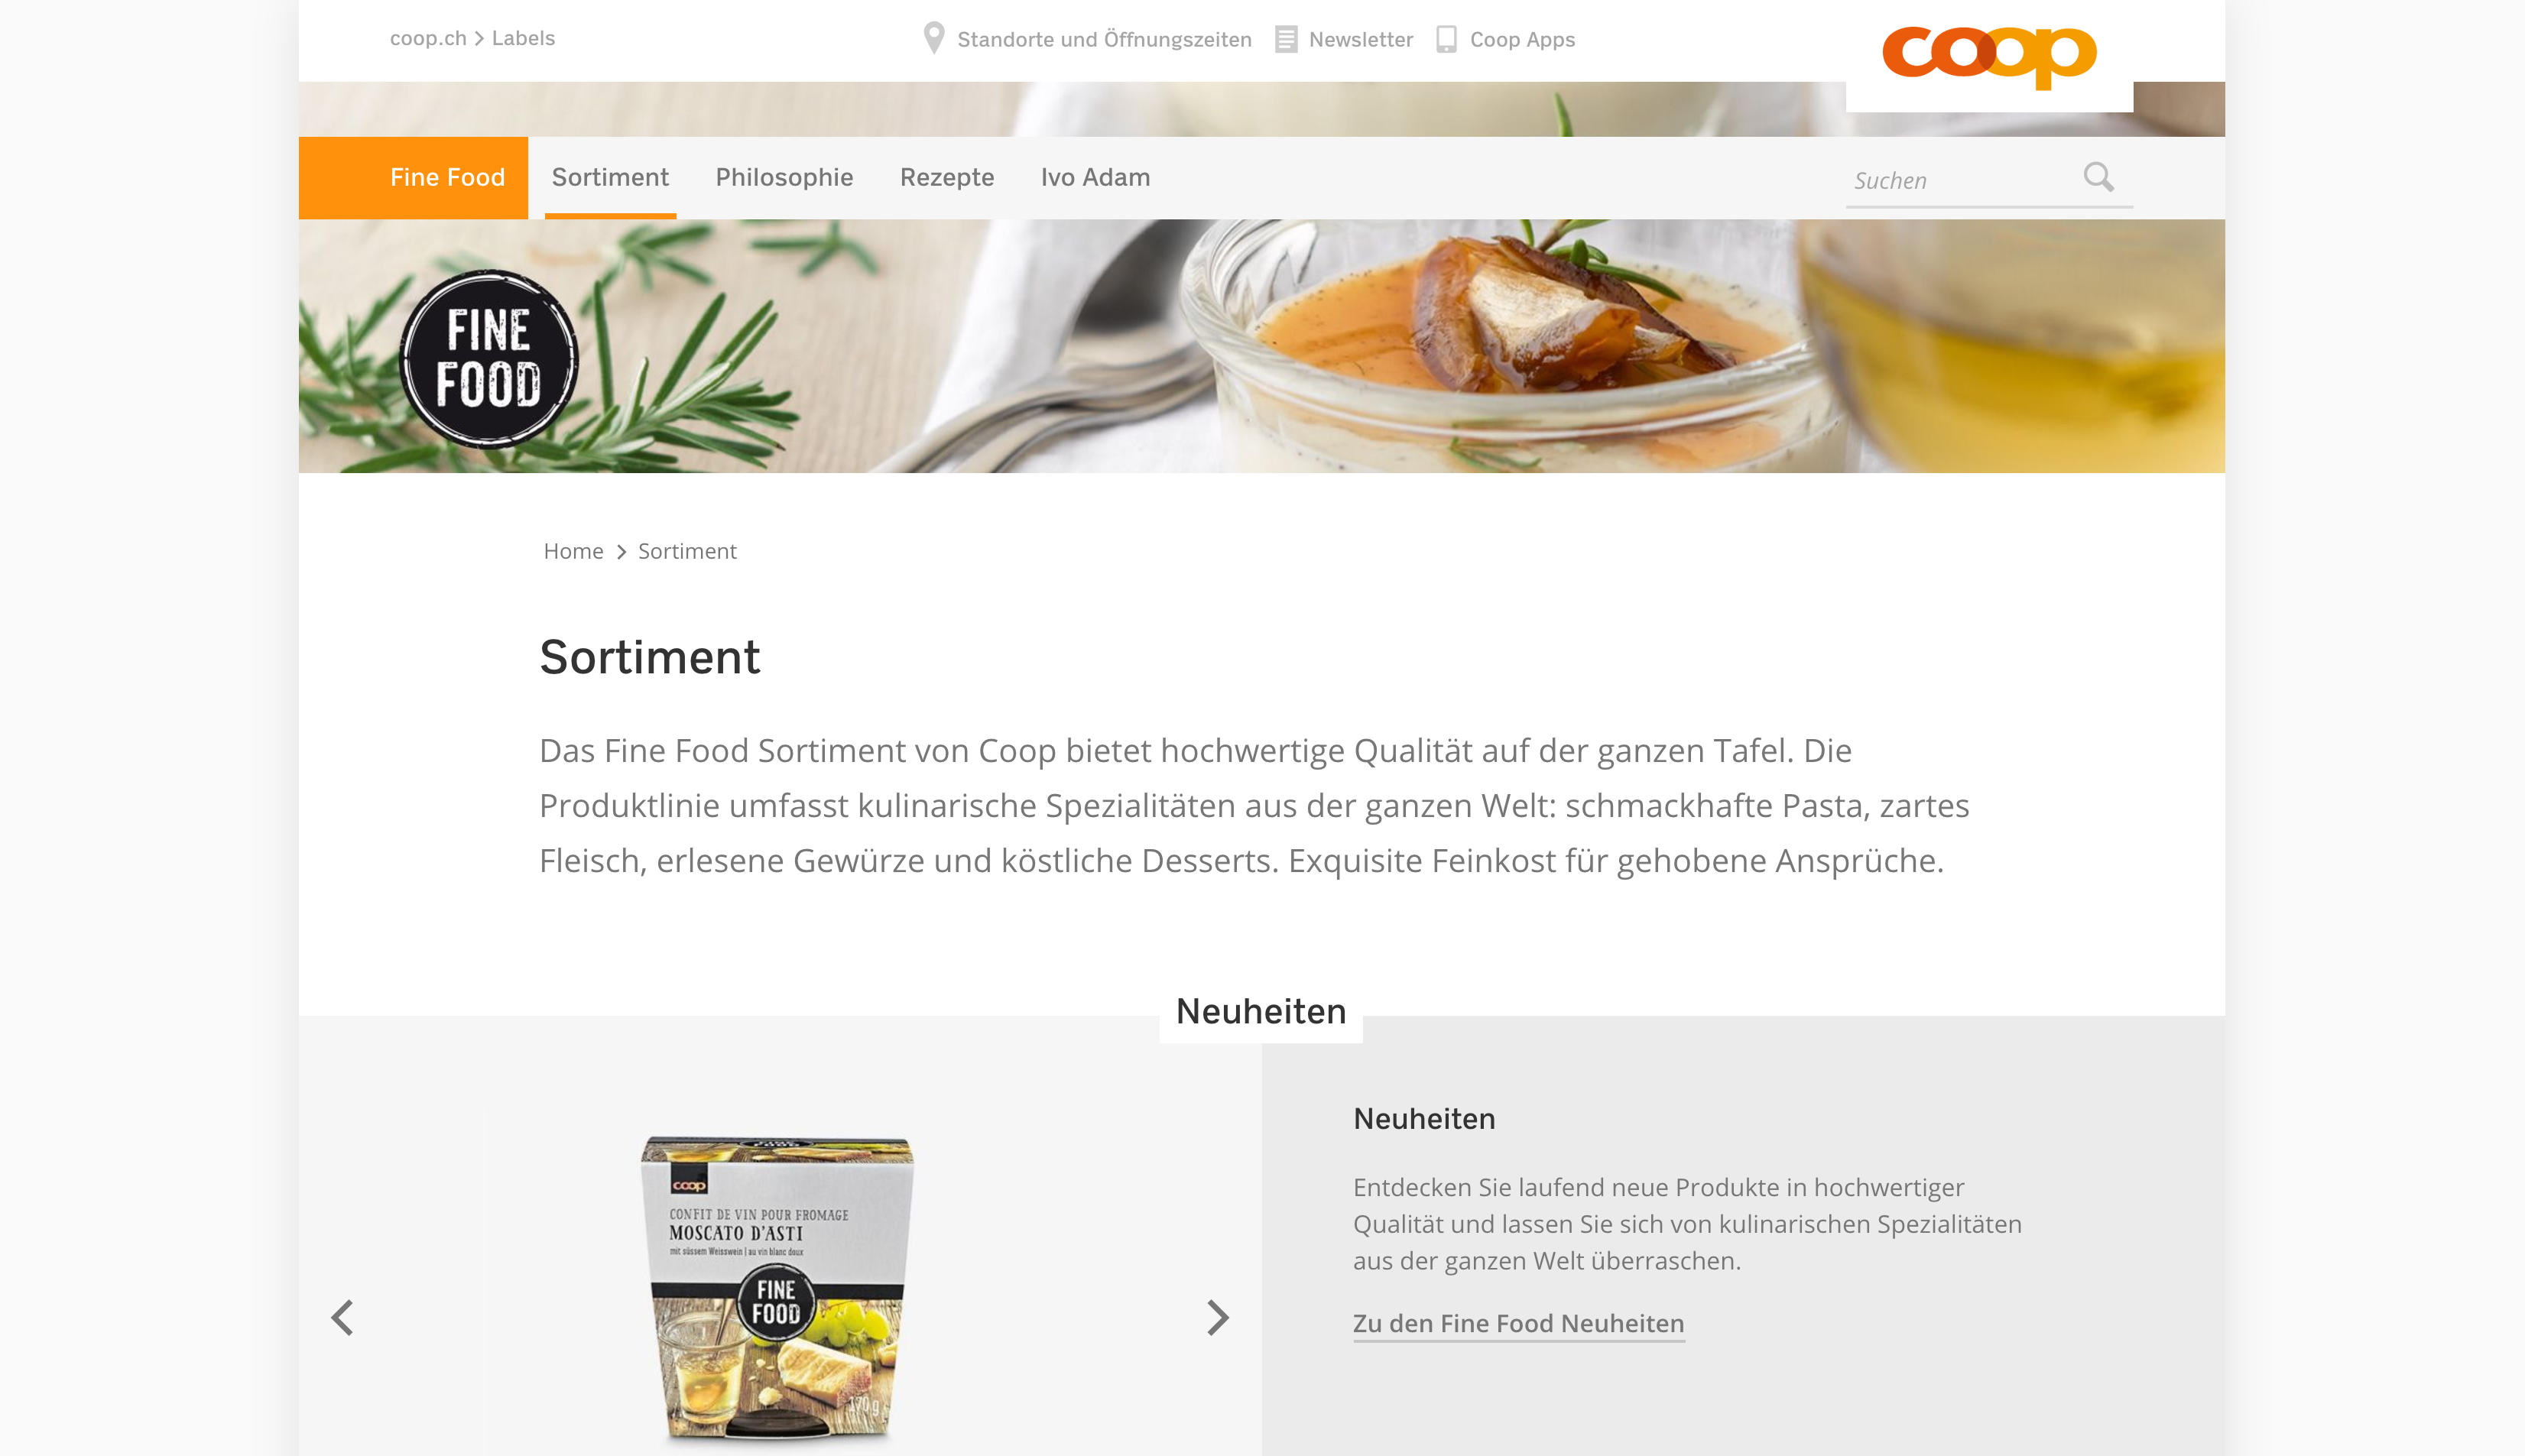 coop.ch > Labels
Standorte und Öffnungszeiten
Newsletter
Coop Apps
coop
Fine Food
Sortiment
Philosophie
Rezepte
Ivo Adam
Suchen
FINE
FOOD
Home > Sortiment
Sortiment
Das Fine Food Sortiment von Coop bietet hochwertige Qualität auf der ganzen Tafel. Die
Produktlinie umfasst kulinarische Spezialitäten aus der ganzen Welt: schmackhafte Pasta, zartes
Fleisch, erlesene Gewürze und köstliche Desserts. Exquisite Feinkost für gehobene Ansprüche.
Neuheiten
coop
CONFIT DE VIN POUR FROMAGE
MOSCATO D'ASTI
mit süssem Weisswein | au vin blanc doux
FINE
FOOD
170 g
Neuheiten
Entdecken Sie laufend neue Produkte in hochwertiger
Qualität und lassen Sie sich von kulinarischen Spezialitäten
aus der ganzen Welt überraschen.
Zu den Fine Food Neuheiten